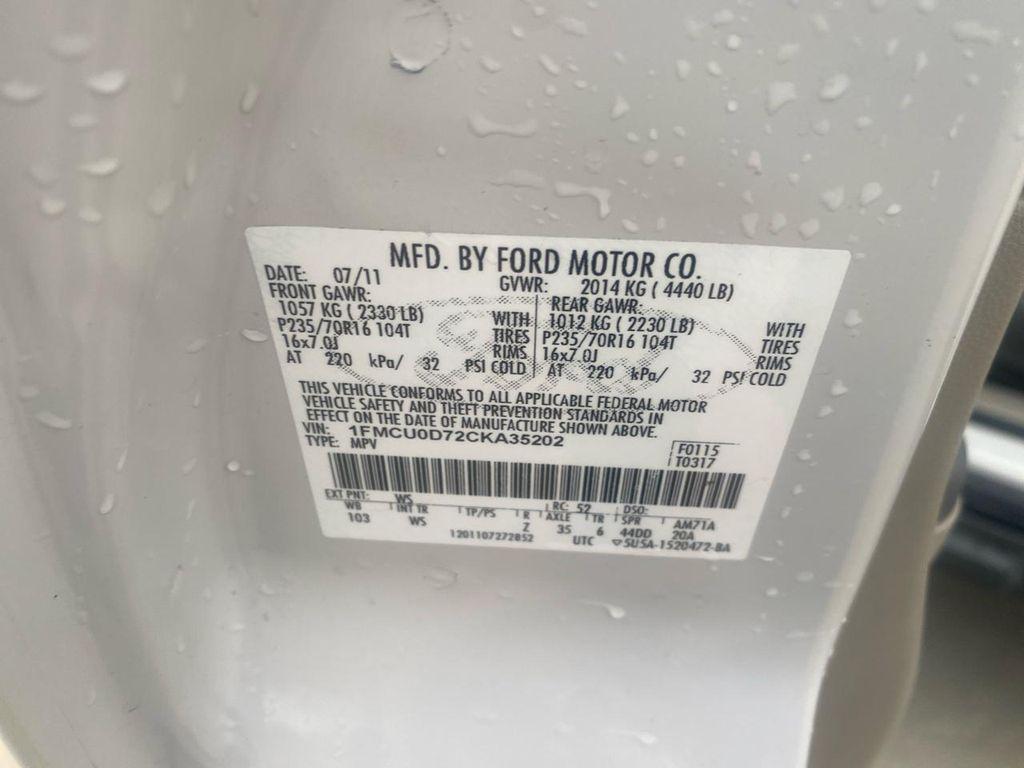 MFD. BY FORD MOTOR CO.
DATE: 07/11 GVWR: 2014 KG ( 4440 LB)
FRONT GAWR: REAR GAWR:
1057 KG ( 2330 LB) WITH 1012 KG ( 2230 LB) WITH
P235/70R16 104T TIRES P235/70R16 104T TIRES
16x7.0J RIMS 16x7.0J RIMS
AT 220 kPa/ 32 PSI COLD AT 220 kPa/ 32 PSI COLD
THIS VEHICLE CONFORMS TO ALL APPLICABLE FEDERAL MOTOR
VEHICLE SAFETY AND THEFT PREVENTION STANDARDS IN
EFFECT ON THE DATE OF MANUFACTURE SHOWN ABOVE.
VIN: 1FMCU0D72CKA35202
TYPE: MPV
F0115
T0317
EXT PNT: WS RC: 52 DSO:
WB INT TR TP/PS R AXLE TR SPR AM71A
103 WS Z 35 6 44DD 20A
1201107272852 UTC ▽5U5A-1520472-BA